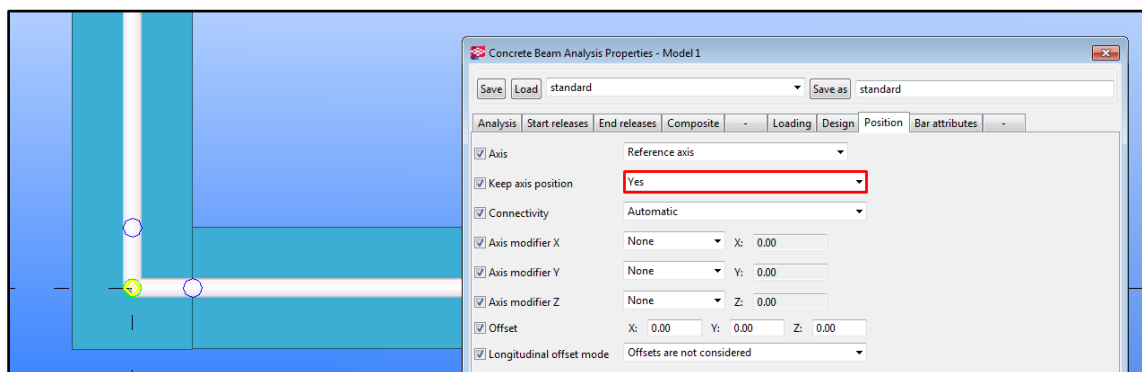 Concrete Beam Analysis Properties - Model 1
Save Load standard Save as standard
Analysis Start releases End releases Composite - Loading Design Position Bar attributes -
Axis Reference axis
Keep axis position Yes
Connectivity Automatic
Axis modifier X None X: 0.00
Axis modifier Y None Y: 0.00
Axis modifier Z None Z: 0.00
Offset X: 0.00 Y: 0.00 Z: 0.00
Longitudinal offset mode Offsets are not considered